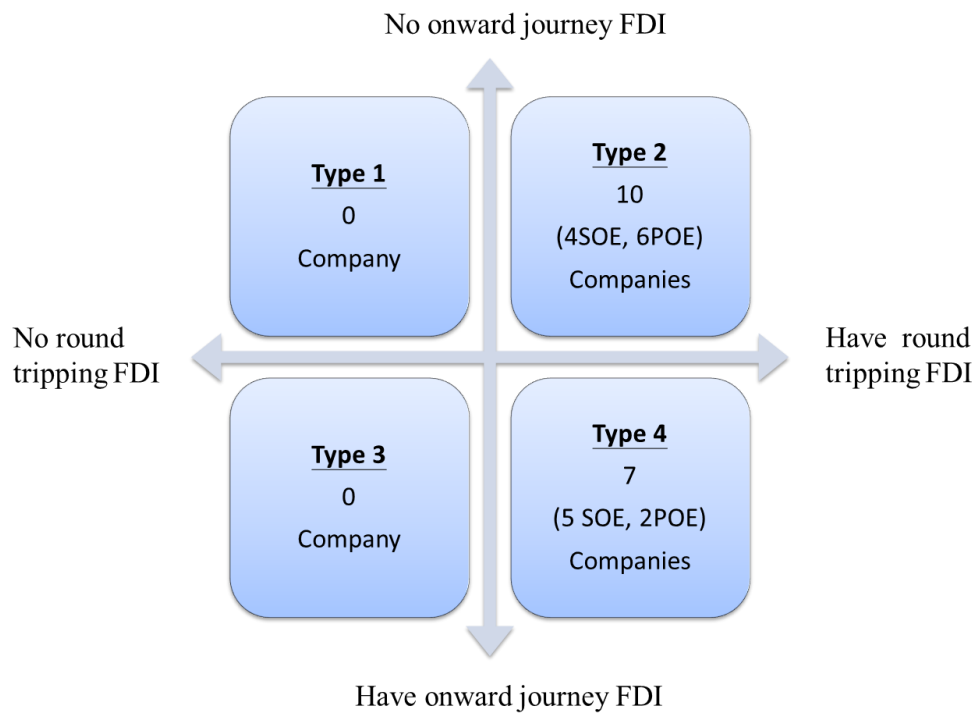 No onward journey FDI
Type 1
0
Company
Type 2
10
(4SOE, 6POE)
Companies
No round
tripping FDI
Have round
tripping FDI
Type 3
0
Company
Type 4
7
(5 SOE, 2POE)
Companies
Have onward journey FDI